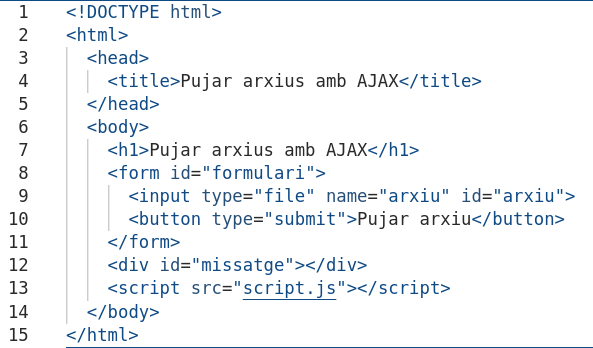 1 <!DOCTYPE html>
2 <html>
3   <head>
4     <title>Pujar arxius amb AJAX</title>
5   </head>
6   <body>
7     <h1>Pujar arxius amb AJAX</h1>
8     <form id="formulari">
9       <input type="file" name="arxiu" id="arxiu">
10       <button type="submit">Pujar arxiu</button>
11     </form>
12     <div id="missatge"></div>
13     <script src="script.js"></script>
14   </body>
15 </html>